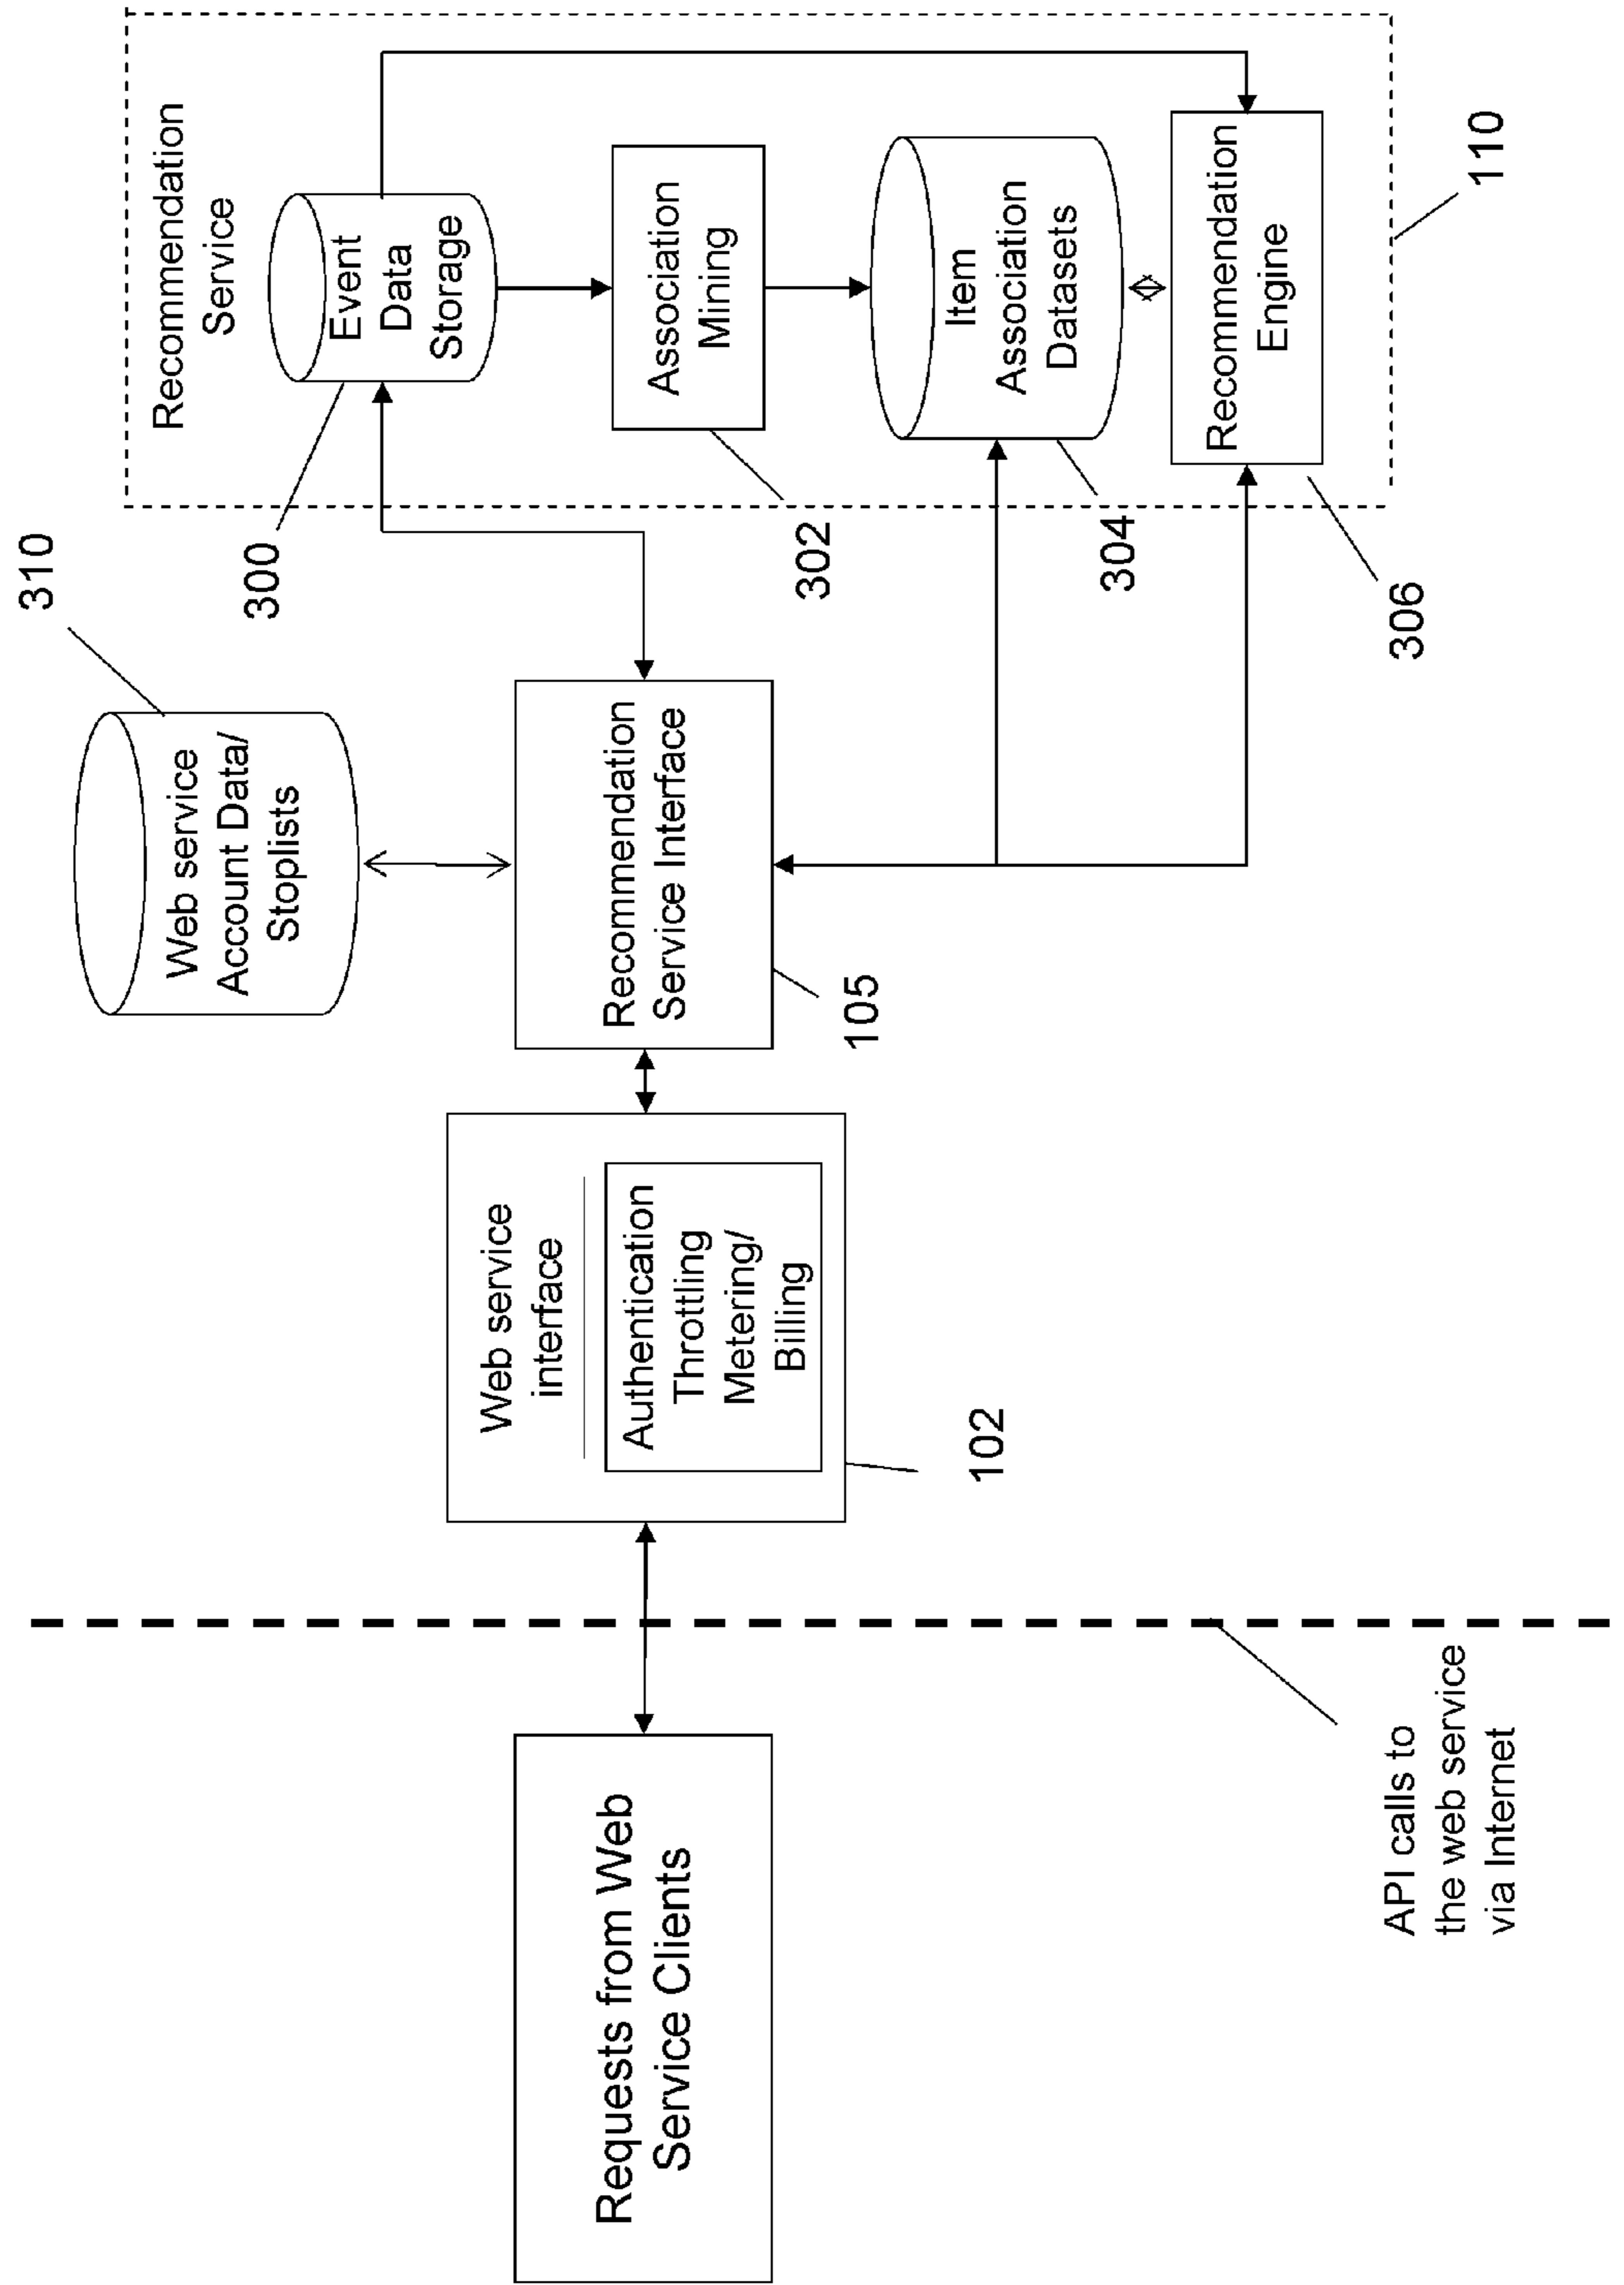 Requests from Web
Service Clients
API calls to
the web service
via Internet
Web service
interface
Authentication
Throttling
Metering/
Billing
102
Web service
Account Data/
Stoplists
310
Recommendation
Service Interface
105
Recommendation
Service
Event
Data
Storage
300
Association
Mining
302
Item
Association
Datasets
304
Recommendation
Engine
306
110